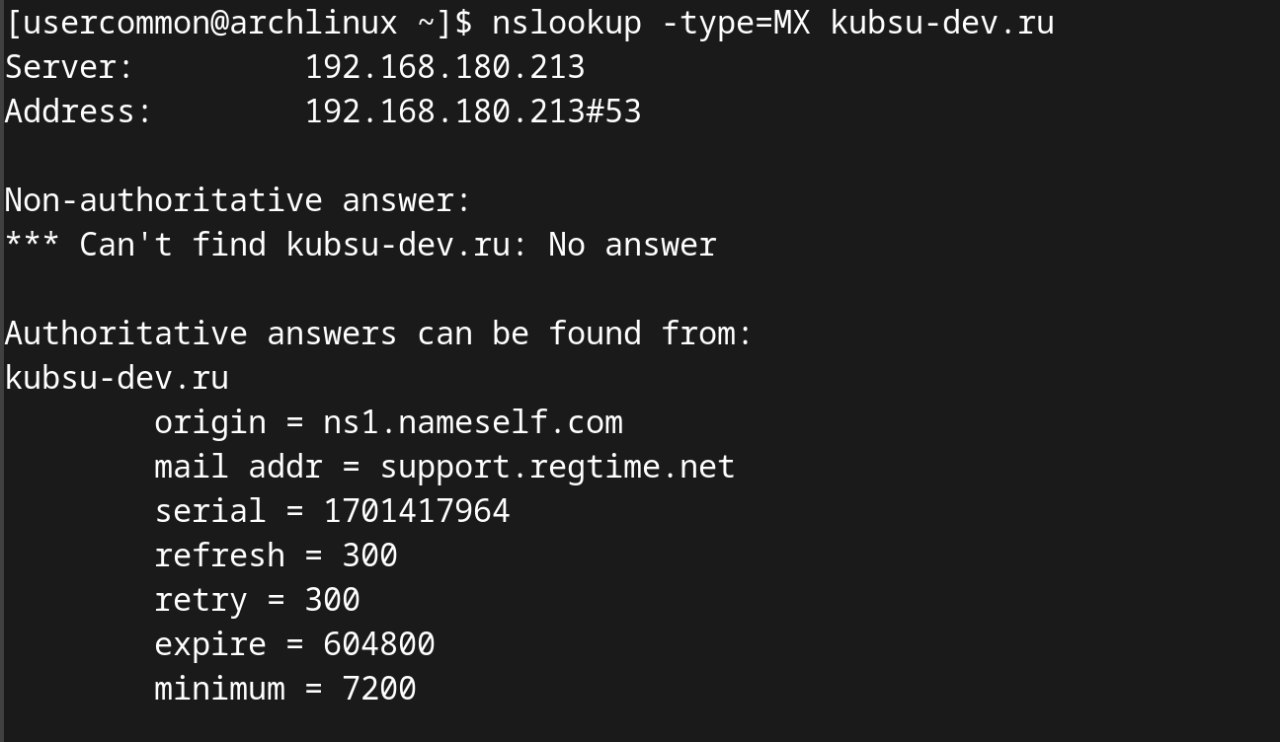 [usercommon@archlinux ~]$ nslookup -type=MX kubsu-dev.ru
Server:         192.168.180.213
Address:        192.168.180.213#53

Non-authoritative answer:
*** Can't find kubsu-dev.ru: No answer

Authoritative answers can be found from:
kubsu-dev.ru
        origin = ns1.nameself.com
        mail addr = support.regtime.net
        serial = 1701417964
        refresh = 300
        retry = 300
        expire = 604800
        minimum = 7200